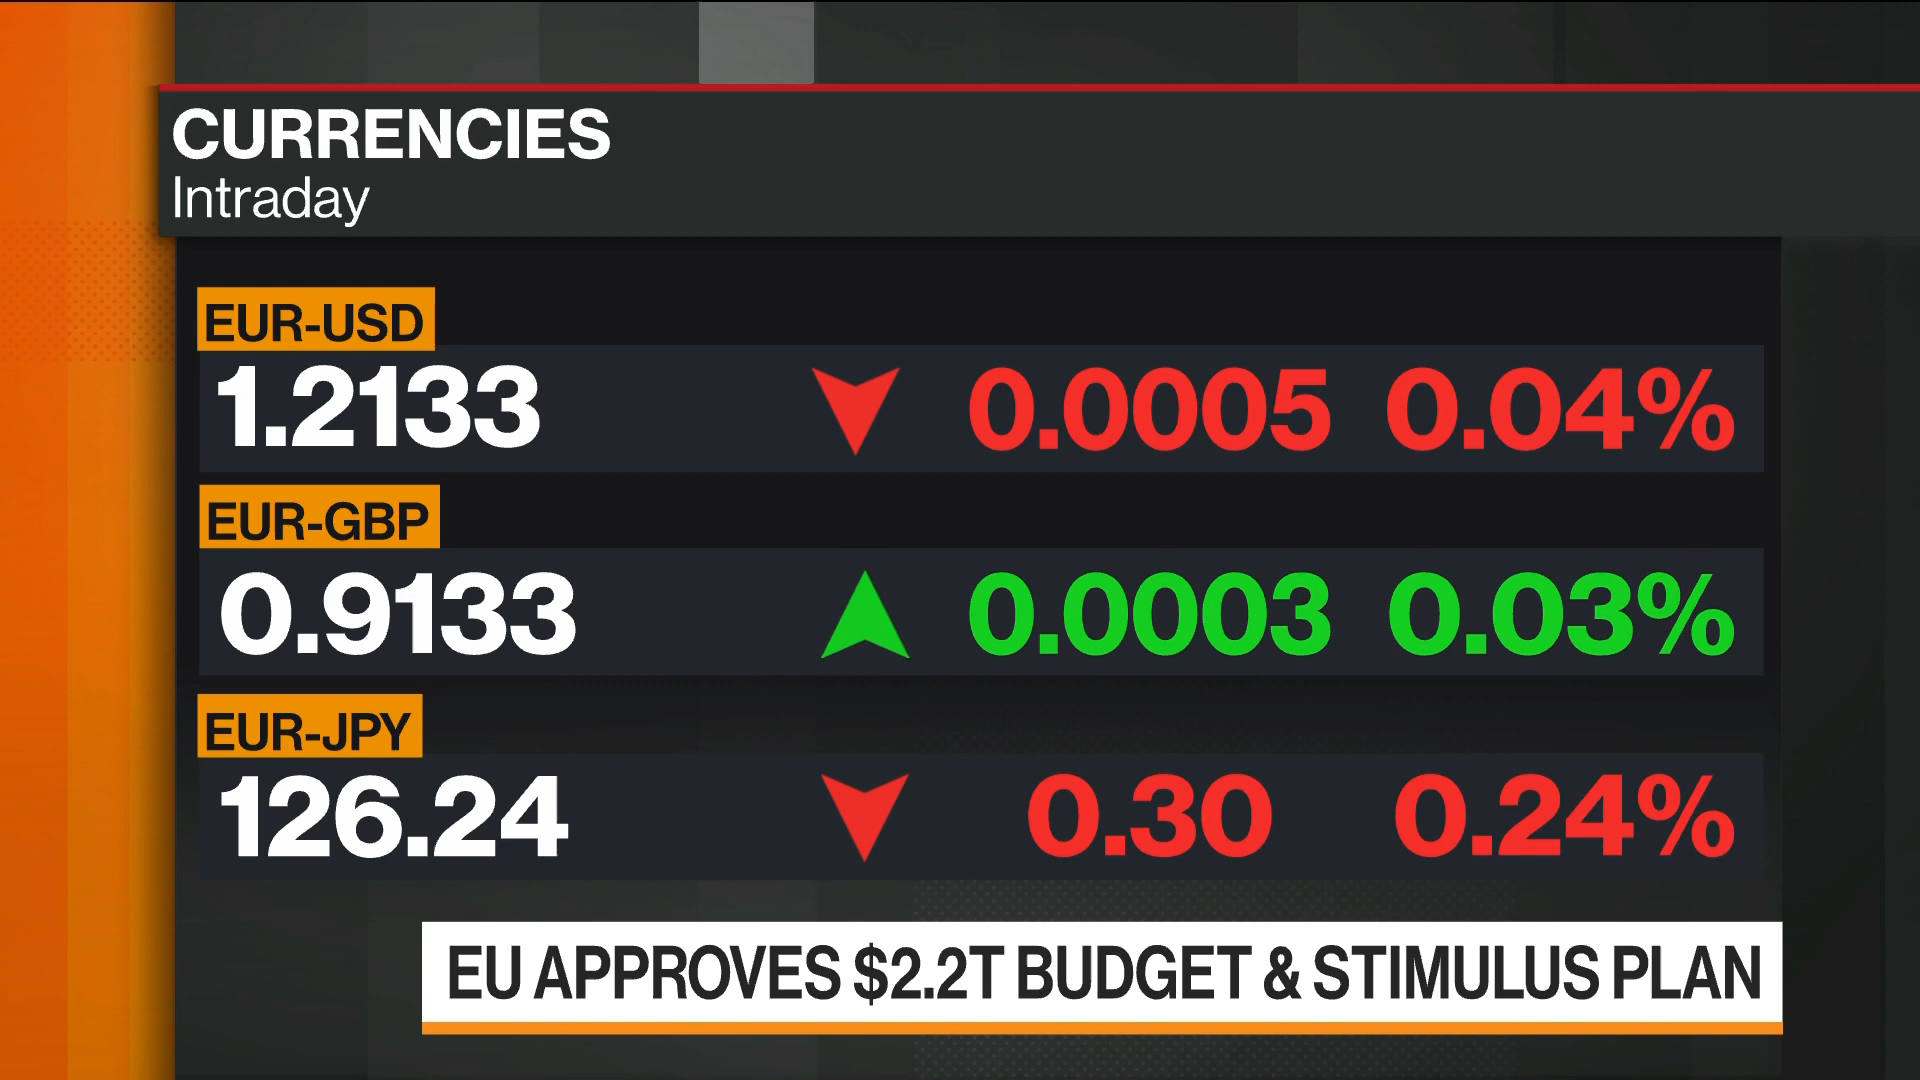 CURRENCIES
Intraday
EUR-USD
1.2133 0.0005 0.04%
EUR-GBP
0.9133 0.0003 0.03%
EUR-JPY
126.24 0.30 0.24%
EU APPROVES $2.2T BUDGET & STIMULUS PLAN